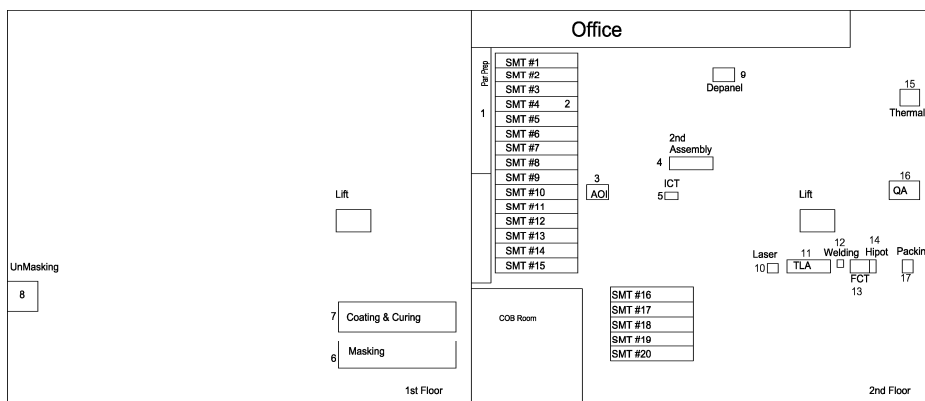 Office
Par Prep
1
SMT #1
SMT #2
SMT #3
SMT #4 2
SMT #5
SMT #6
SMT #7
SMT #8
SMT #9
SMT #10
SMT #11
SMT #12
SMT #13
SMT #14
SMT #15
9
Depanel
15
Thermal
2nd
Assembly
4
3
AOI
ICT
5
16
QA
Lift
Lift
12 14
Laser 11 Welding Hipot Packin
10 TLA
FCT 17
13
UnMasking
8
7 Coating & Curing
6 Masking
1st Floor
COB Room
SMT #16
SMT #17
SMT #18
SMT #19
SMT #20
2nd Floor